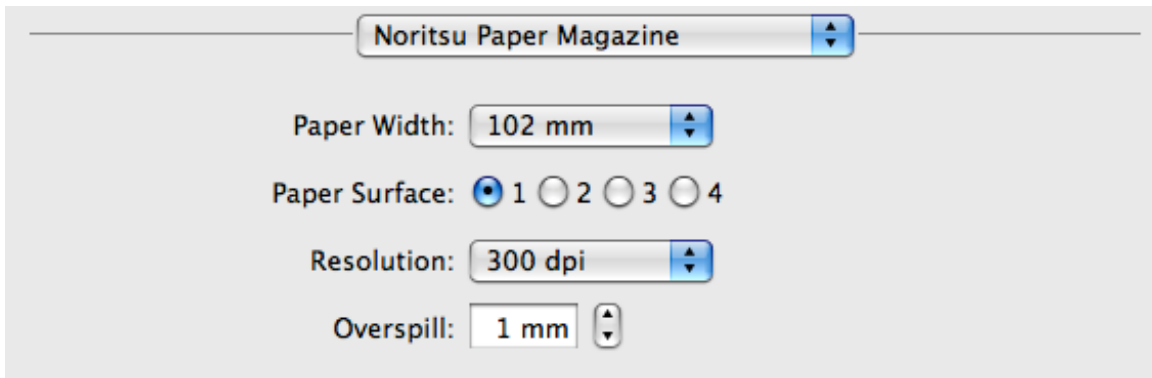 Noritsu Paper Magazine
Paper Width: 102 mm
Paper Surface: 1 2 3 4
Resolution: 300 dpi
Overspill: 1 mm